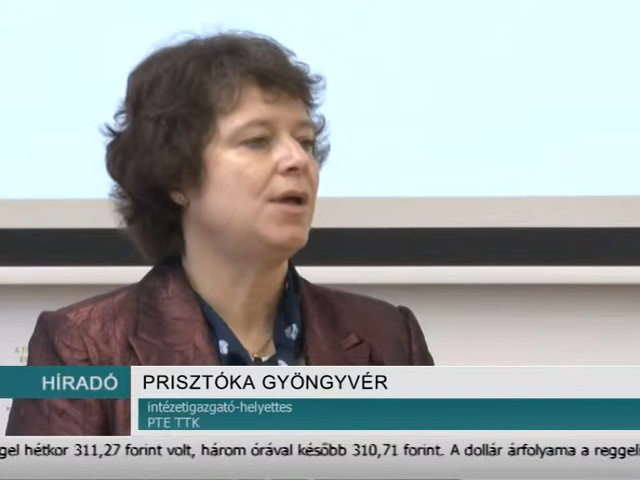 HÍRADÓ
PRISZTÓKA GYÖNGYVÉR
intézetigazgató-helyettes
PTE TTK
gel hétkor 311,27 forint volt, három órával később 310,71 forint. A dollár árfolyama a reggeli